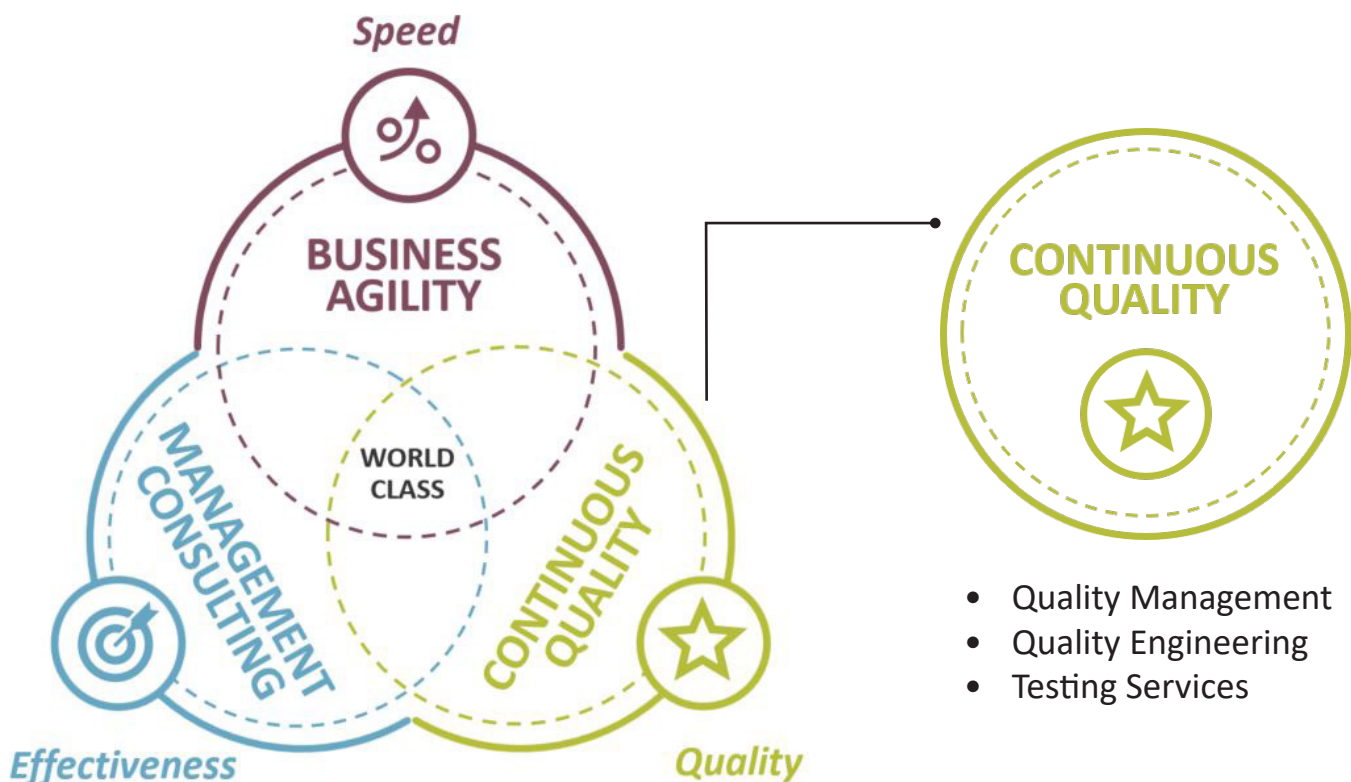 Speed
BUSINESS
AGILITY
WORLD
CLASS
MANAGEMENT
CONSULTING
CONTINUOUS
QUALITY
Effectiveness
Quality
CONTINUOUS
QUALITY
• Quality Management
• Quality Engineering
• Testing Services